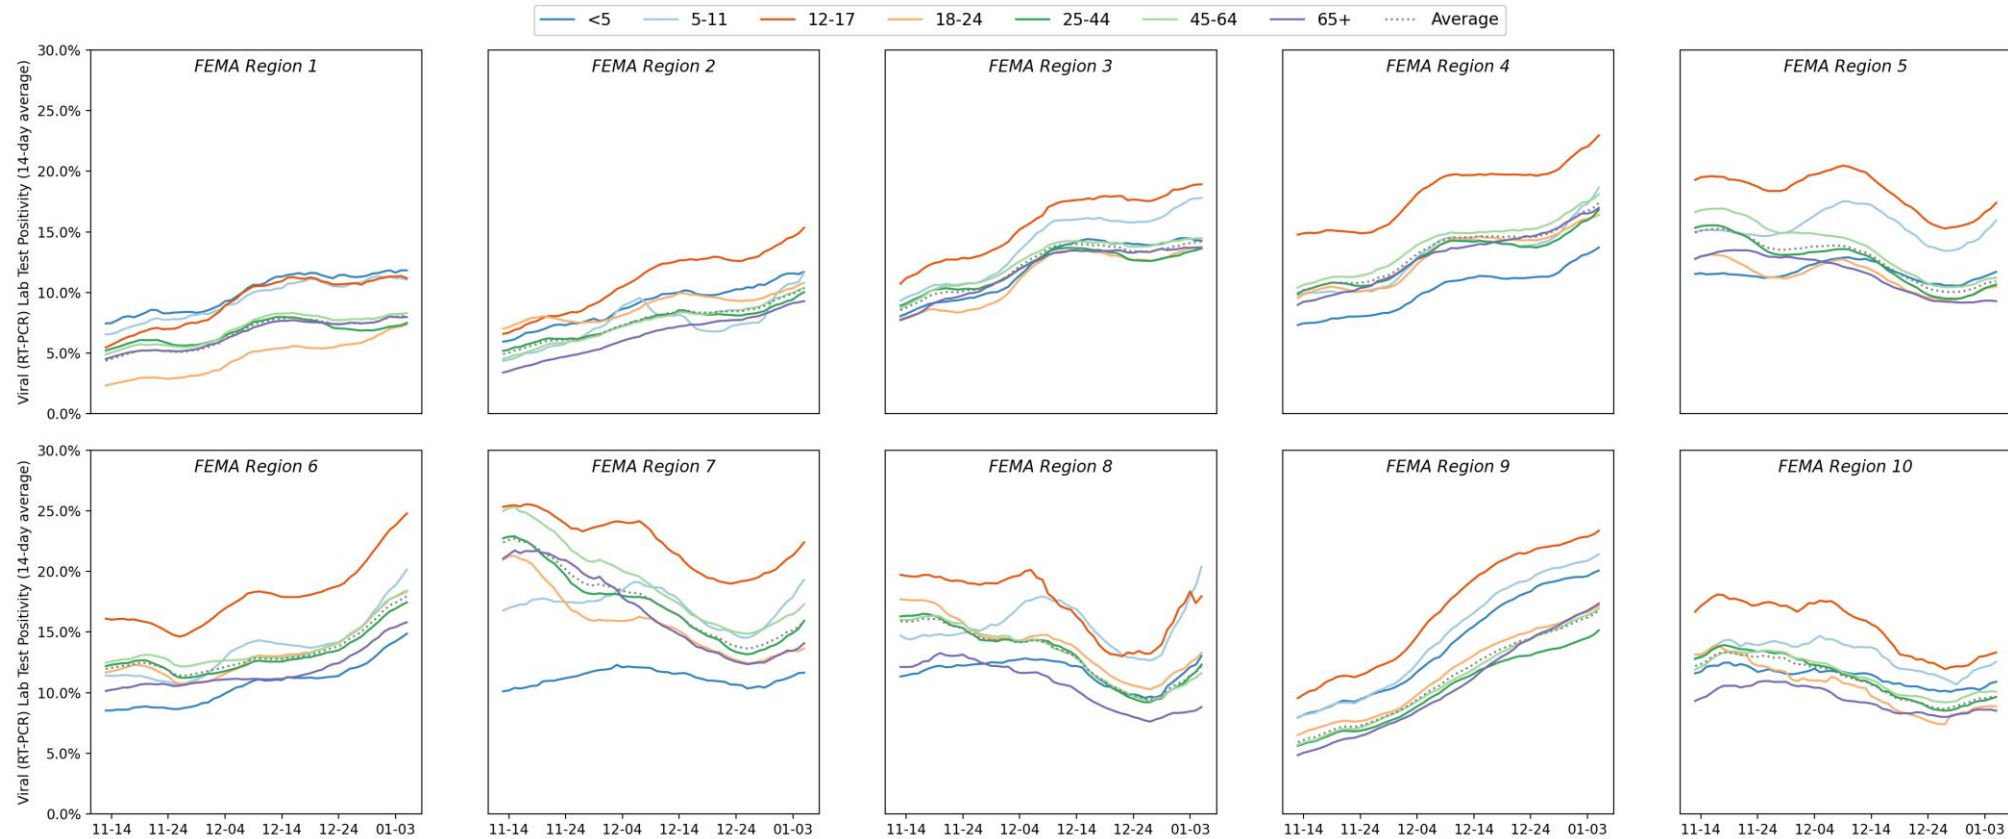 <5 5-11 12-17 18-24 25-44 45-64 65+ Average
Viral (RT-PCR) Lab Test Positivity (14-day average)
30.0%
25.0%
20.0%
15.0%
10.0%
5.0%
0.0%
FEMA Region 1
FEMA Region 2
FEMA Region 3
FEMA Region 4
FEMA Region 5
Viral (RT-PCR) Lab Test Positivity (14-day average)
30.0%
25.0%
20.0%
15.0%
10.0%
5.0%
0.0%
FEMA Region 6
FEMA Region 7
FEMA Region 8
FEMA Region 9
FEMA Region 10
11-14 11-24 12-04 12-14 12-24 01-03
11-14 11-24 12-04 12-14 12-24 01-03
11-14 11-24 12-04 12-14 12-24 01-03
11-14 11-24 12-04 12-14 12-24 01-03
11-14 11-24 12-04 12-14 12-24 01-03